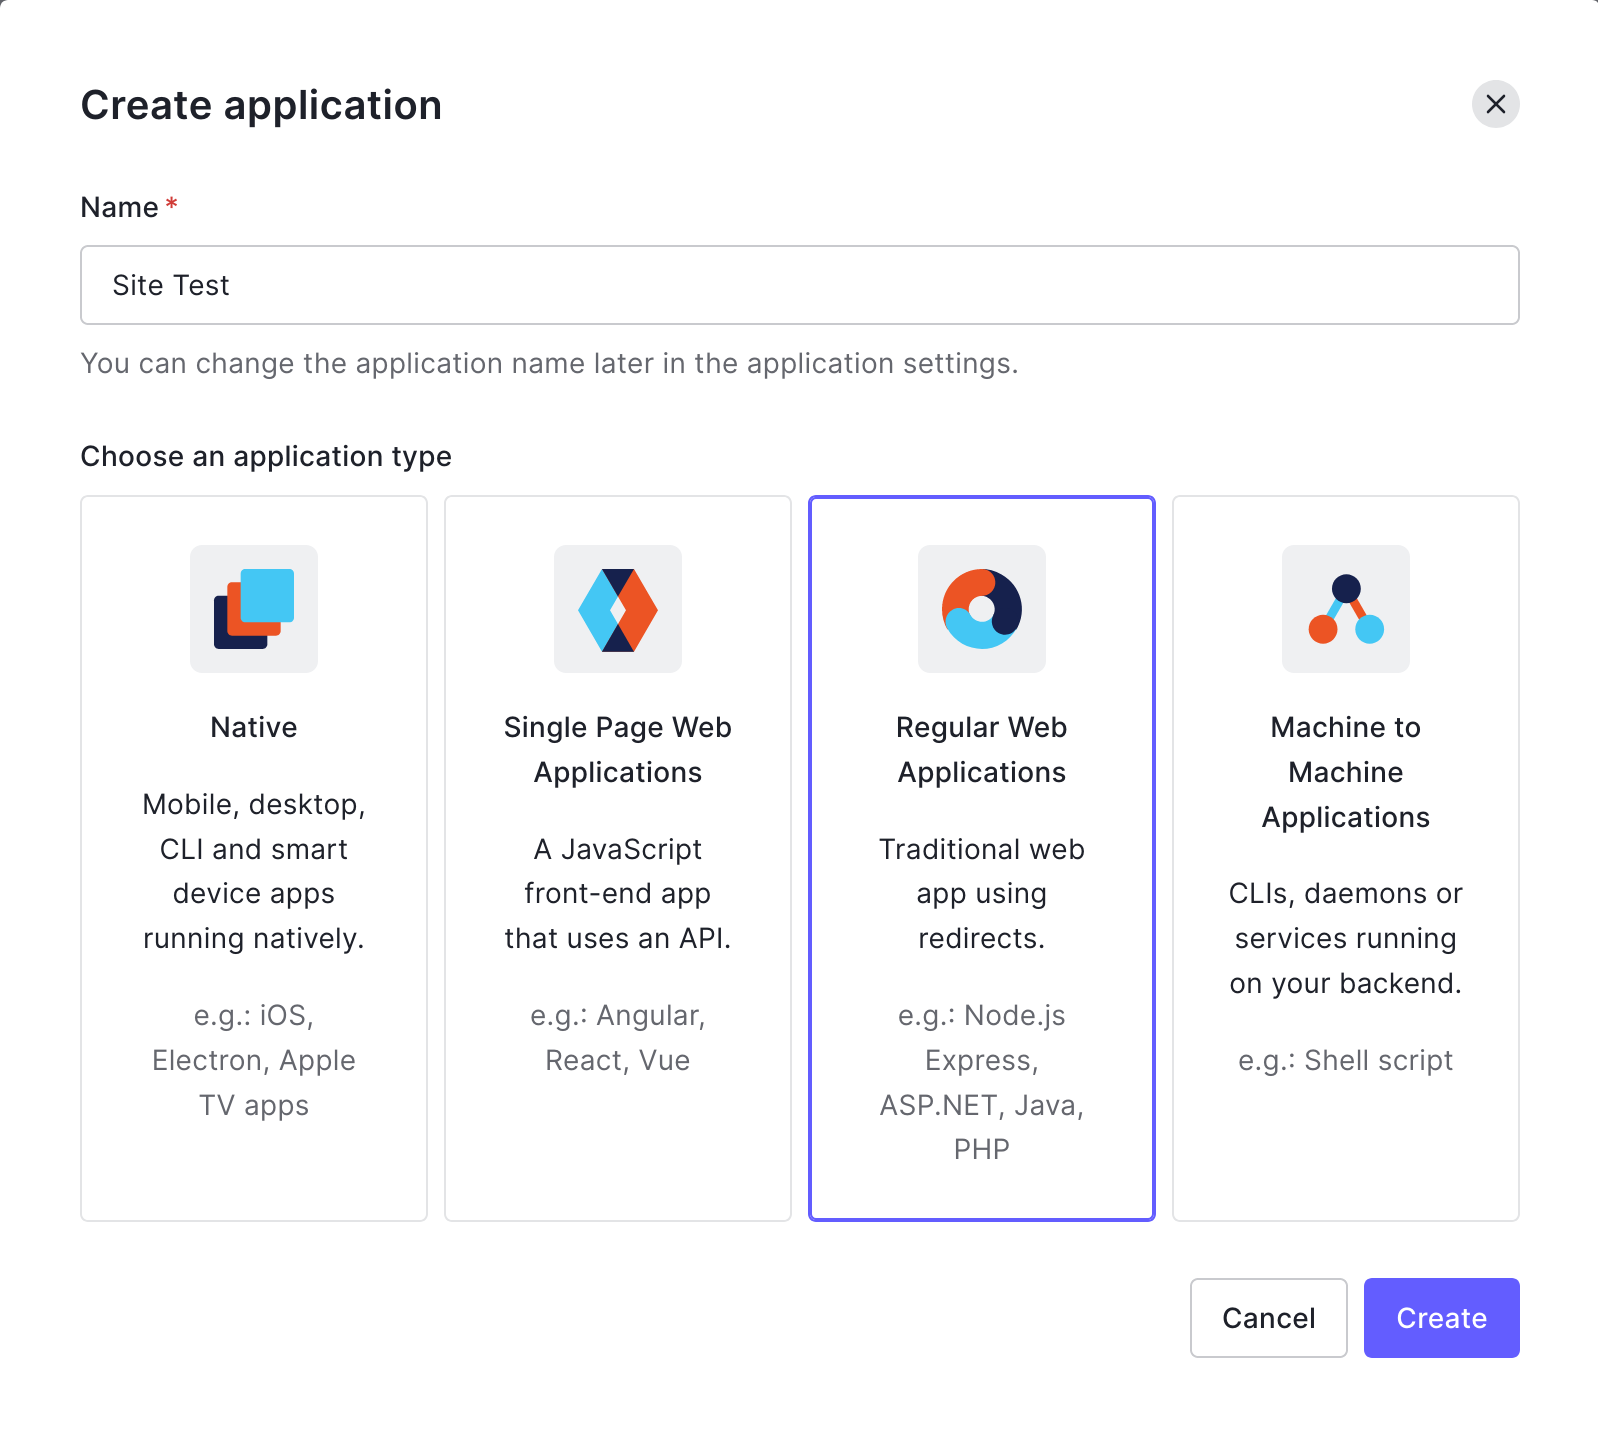 Create application
Name *
Site Test
You can change the application name later in the application settings.
Choose an application type
Native
Mobile, desktop,
CLI and smart
device apps
running natively.
e.g.: iOS,
Electron, Apple
TV apps
Single Page Web
Applications
A JavaScript
front-end app
that uses an API.
e.g.: Angular,
React, Vue
Regular Web
Applications
Traditional web
app using
redirects.
e.g.: Node.js
Express,
ASP.NET, Java,
PHP
Machine to
Machine
Applications
CLIs, daemons or
services running
on your backend.
e.g.: Shell script
Cancel
Create